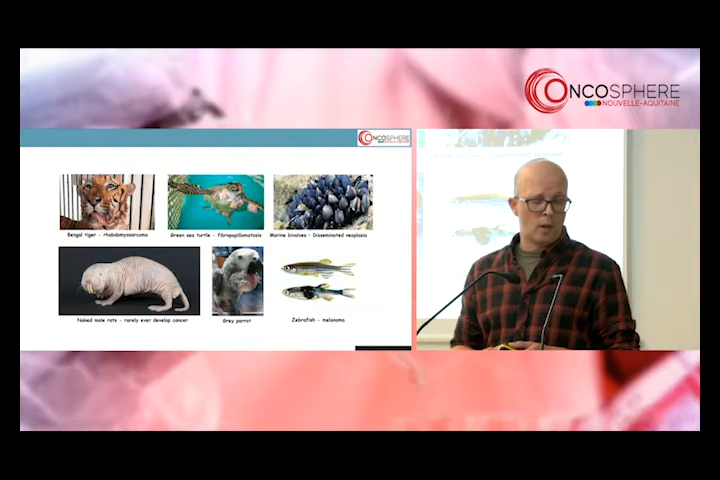 ONCOSPHERE
NOUVELLE-AQUITAINE
ONCOSPHERE
Bengal tiger - rhabdomyosarcoma
Green sea turtle - fibropapillomatosis
Marine bivalves - Disseminated neoplasia
Naked mole rats - rarely ever develop cancer
Grey parrot
Zebrafish - melanoma